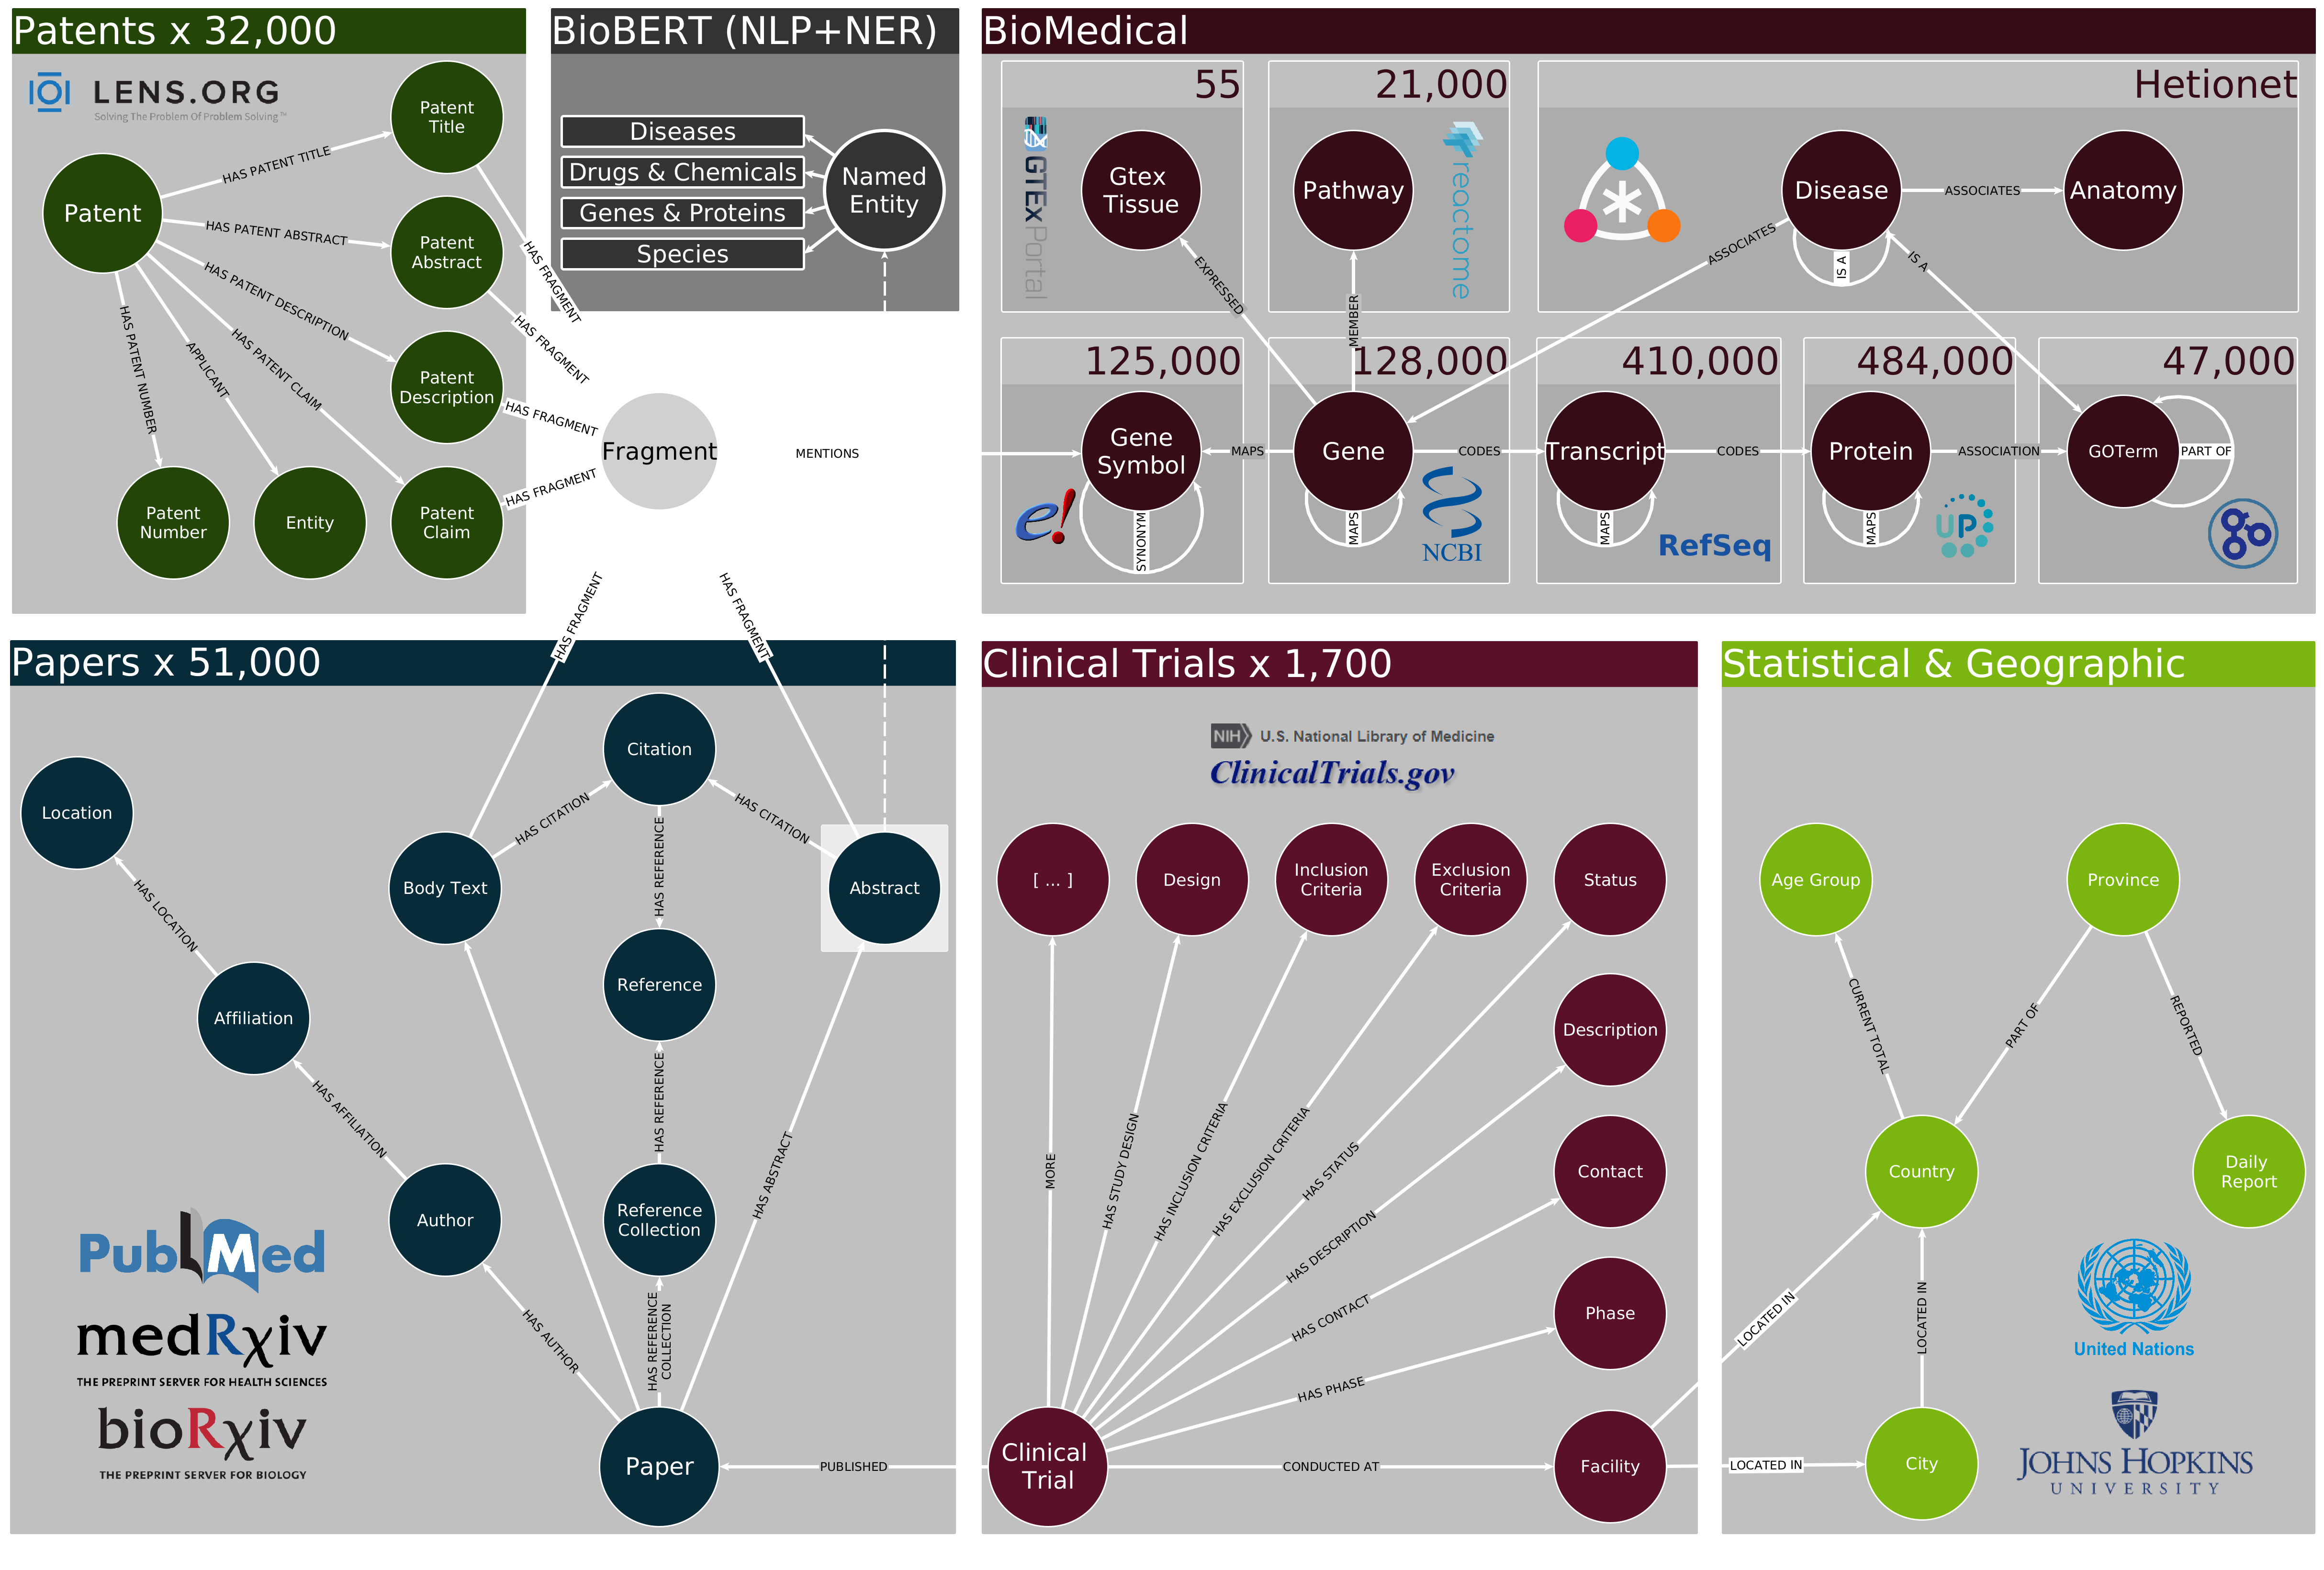 Patents x 32,000
LENS.ORG
Solving The Problem Of Problem Solving™
Patent
Title
HAS PATENT TITLE
Patent
HAS PATENT ABSTRACT
Patent
Abstract
HAS PATENT DESCRIPTION
Patent
Description
HAS PATENT CLAIM
APPLICANT
HAS PATENT NUMBER
Patent
Number
Entity
Patent
Claim
HAS FRAGMENT
HAS FRAGMENT
HAS FRAGMENT
HAS FRAGMENT
Fragment
MENTIONS
BioBERT (NLP+NER)
Diseases
Drugs & Chemicals
Genes & Proteins
Species
Named
Entity
BioMedical
55
GTExPortal
Gtex
Tissue
21,000
Pathway
reactome
Hetionet
Disease
ASSOCIATES
Anatomy
IS A
ASSOCIATES
IS A
EXPRESSED
MEMBER
125,000
Gene
Symbol
SYNONYM
e!
MAPS
128,000
Gene
MAPS
NCBI
CODES
410,000
Transcript
MAPS
RefSeq
CODES
484,000
Protein
MAPS
UP
ASSOCIATION
47,000
GOTerm
PART OF
go
HAS FRAGMENT
HAS FRAGMENT
Papers x 51,000
Citation
Location
HAS CITATION
HAS CITATION
HAS REFERENCE
Body Text
Abstract
HAS LOCATION
Reference
Affiliation
HAS REFERENCE
HAS AFFILIATION
HAS ABSTRACT
Author
Reference
Collection
PubMed
HAS AUTHOR
HAS REFERENCE
COLLECTION
medRxiv
THE PREPRINT SERVER FOR HEALTH SCIENCES
bioRxiv
THE PREPRINT SERVER FOR BIOLOGY
Paper
PUBLISHED
Clinical Trials x 1,700
NIH U.S. National Library of Medicine
ClinicalTrials.gov
[ ... ]
Design
Inclusion
Criteria
Exclusion
Criteria
Status
Description
Contact
Phase
MORE
HAS STUDY DESIGN
HAS INCLUSION CRITERIA
HAS EXCLUSION CRITERIA
HAS STATUS
HAS DESCRIPTION
HAS CONTACT
HAS PHASE
Clinical
Trial
CONDUCTED AT
Facility
Statistical & Geographic
Age Group
Province
CURRENT TOTAL
PART OF
REPORTED
Country
Daily
Report
LOCATED IN
LOCATED IN
United Nations
LOCATED IN
City
JOHNS HOPKINS
UNIVERSITY